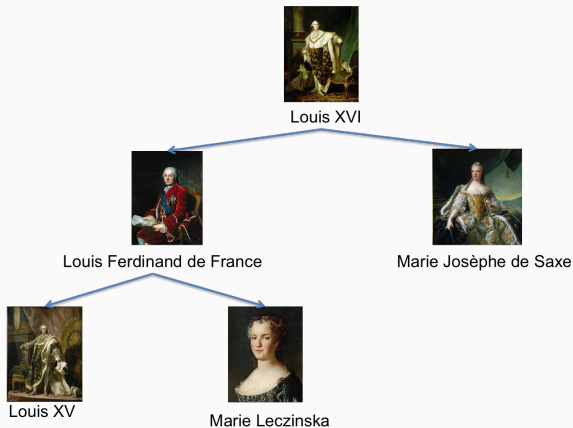 Louis XVI
Louis Ferdinand de France
Marie Josèphe de Saxe
Louis XV
Marie Leczinska